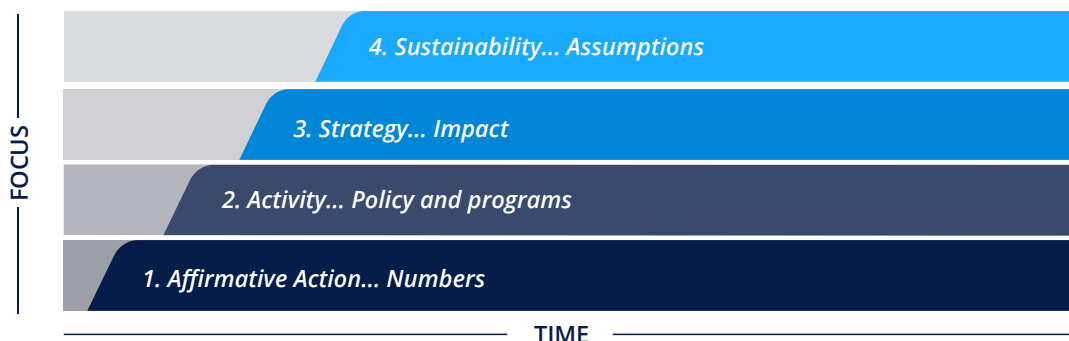 4. Sustainability... Assumptions
3. Strategy... Impact
FOCUS
2. Activity... Policy and programs
1. Affirmative Action... Numbers
TIME